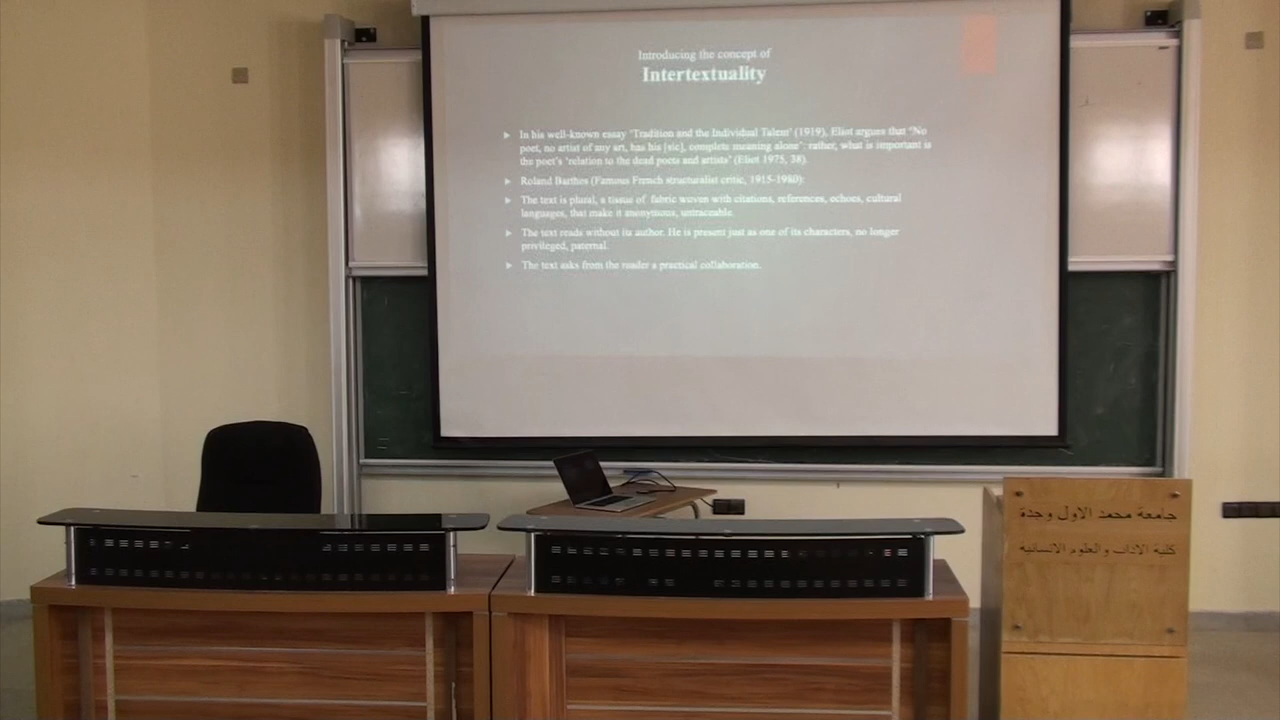 Introducing the concept of
Intertextuality
In his well-known essay 'Tradition and the Individual Talent' (1919), Eliot argues that 'No
poet, no artist of any art, has his [sic], complete meaning alone': rather, what is important is
the poet's 'relation to the dead poets and artists' (Eliot 1975, 38).
Roland Barthes (Famous French structuralist critic, 1915-1980):
The text is plural, a tissue of fabric woven with citations, references, echoes, cultural
languages, that make it anonymous, untraceable.
The text reads without its author. He is present just as one of its characters, no longer
privileged, paternal.
The text asks from the reader a practical collaboration.
جامعة محمد الاول وجدة
كلية الاداب والعلوم الانسانية